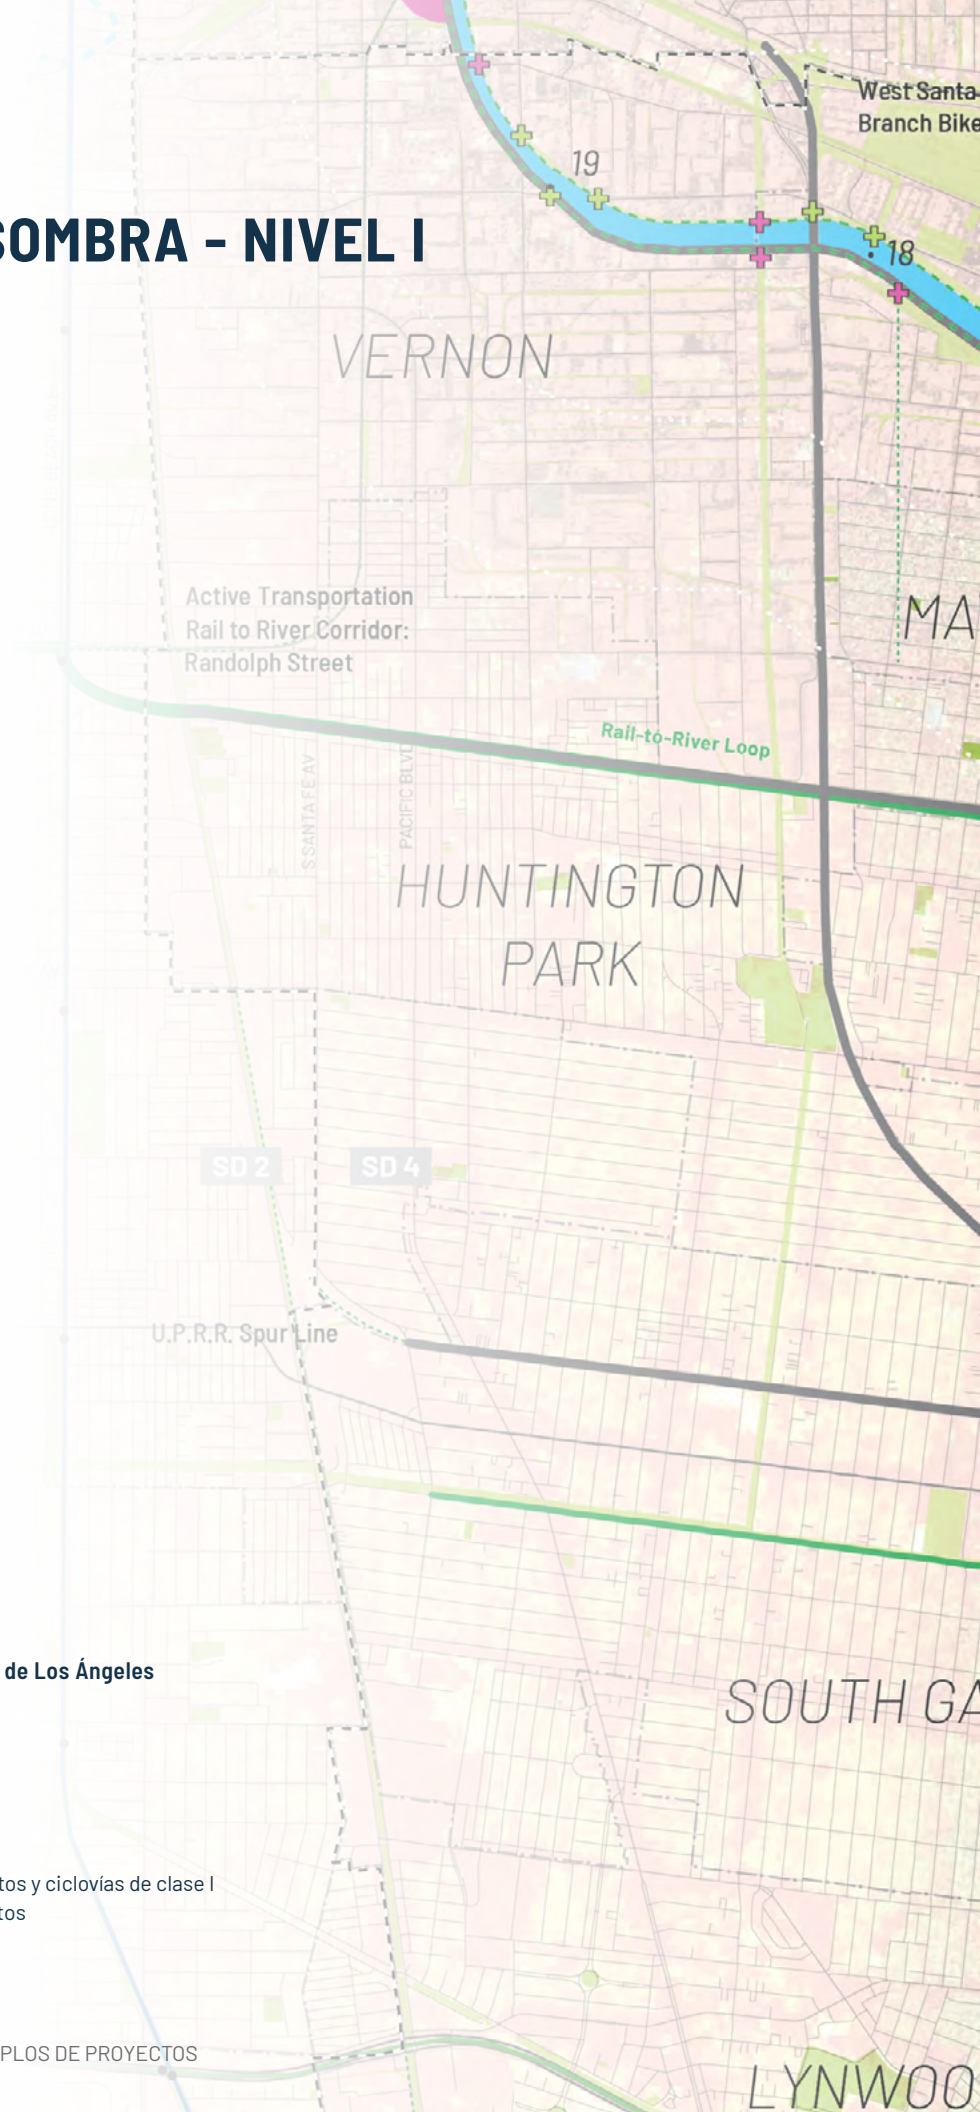 West Santa
Branch Bike
19
SOMBRA - NIVEL I
18
VERNON
Active Transportation
Rail to River Corridor:
Randolph Street
MA
Rail-to-River Loop
S SANTA FE AV
PACIFIC BLVD
HUNTINGTON
PARK
SD 2
SD 4
U.P.R.R. Spur Line
de Los Ángeles
SOUTH GA
tos y ciclovías de clase I
tos
PLOS DE PROYECTOS
LYNWOO